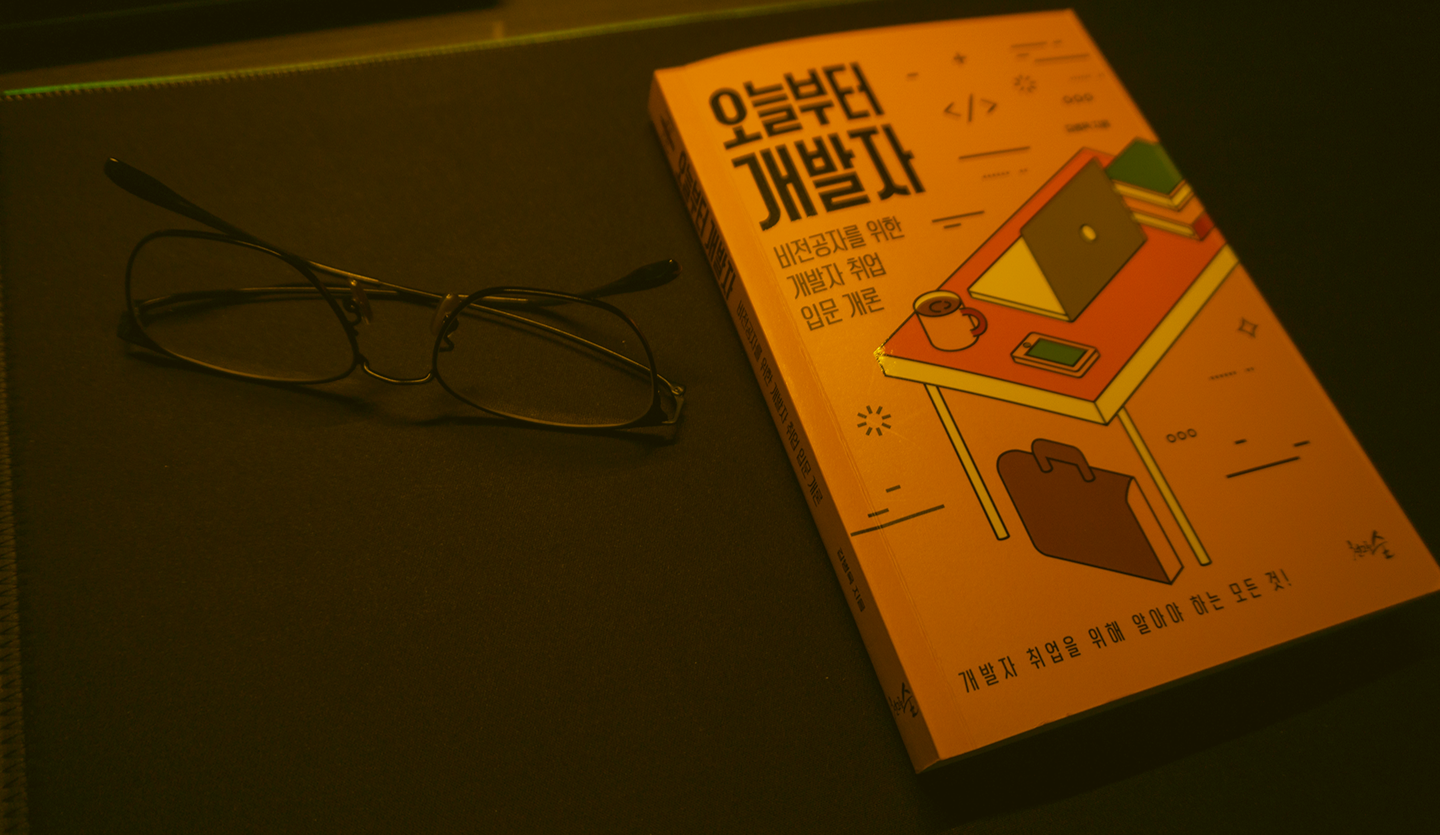 오늘부터
개발자
</>
비전공자를 위한
개발자 취업
입문 개론
개발자 취업을 위해 알아야 하는 모든 것!
오늘부터 개발자
비전공자를 위한 개발자 취업 입문 개론